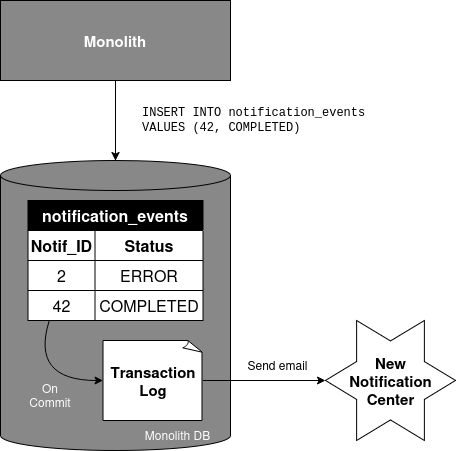 Monolith
INSERT INTO notification_events
VALUES (42, COMPLETED)
notification_events
Notif_ID Status
2 ERROR
42 COMPLETED
Transaction
Log
On
Commit
Send email
New
Notification
Center
Monolith DB